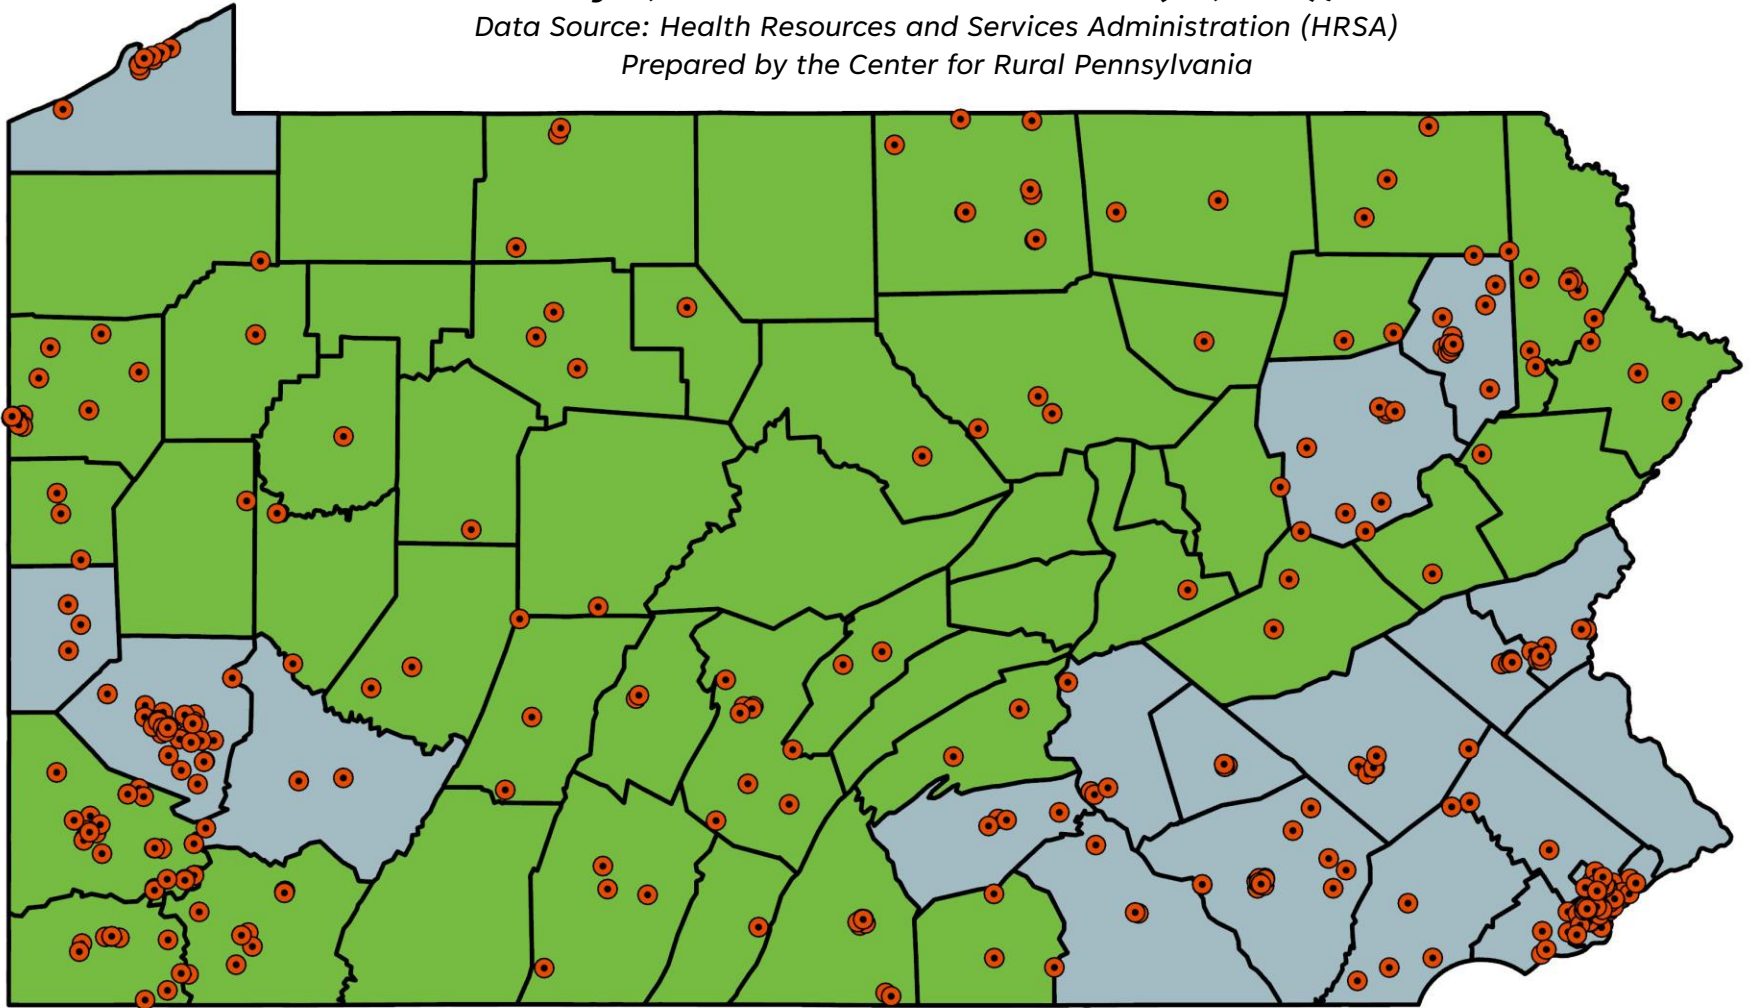 Data Source: Health Resources and Services Administration (HRSA)
Prepared by the Center for Rural Pennsylvania